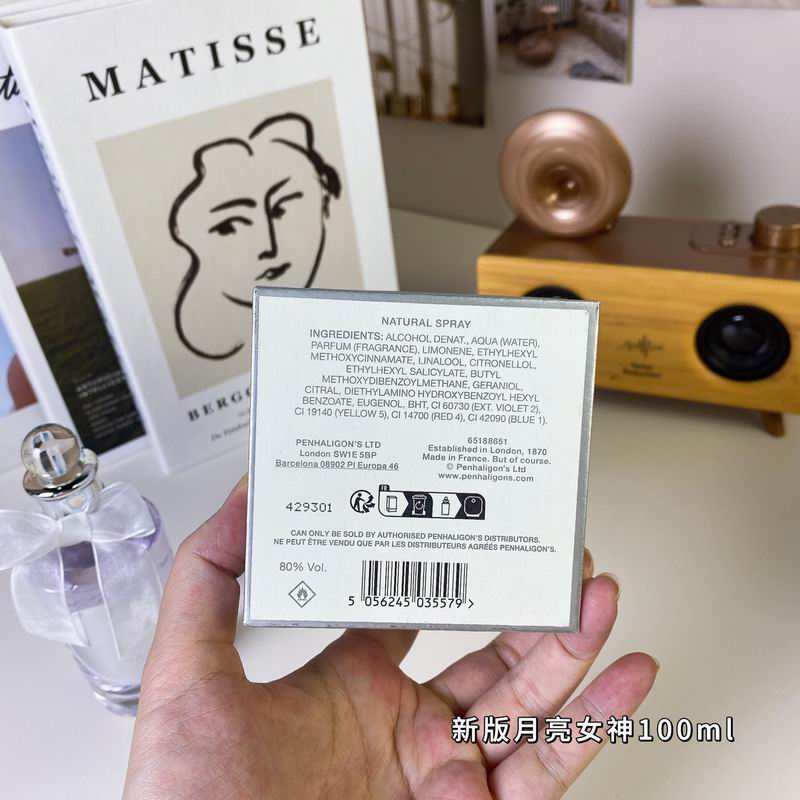 MATISSE
NATURAL SPRAY
INGREDIENTS: ALCOHOL DENAT., AQUA (WATER),
PARFUM (FRAGRANCE), LIMONENE, ETHYLHEXYL
METHOXYCINNAMATE, LINALOOL, CITRONELLOL,
ETHYLHEXYL SALICYLATE, BUTYL
METHOXYDIBENZOYLMETHANE, GERANIOL,
CITRAL, DIETHYLAMINO HYDROXYBENZOYL HEXYL
BENZOATE, EUGENOL, BHT, CI 60730 (EXT. VIOLET 2),
CI 19140 (YELLOW 5), CI 14700 (RED 4), CI 42090 (BLUE 1).
PENHALIGON'S LTD
London SW1E 5BP
Barcelona 08902 Pl Europa 46
65188651
Established in London, 1870
Made in France. But of course.
© Penhaligon's Ltd
www.penhaligons.com
429301
FR
CAN ONLY BE SOLD BY AUTHORISED PENHALIGON'S DISTRIBUTORS.
NE PEUT ÊTRE VENDU QUE PAR LES DISTRIBUTEURS AGRÉÉS PENHALIGON'S.
80% Vol.
5 056245 035579 >
新版月亮女神100ml